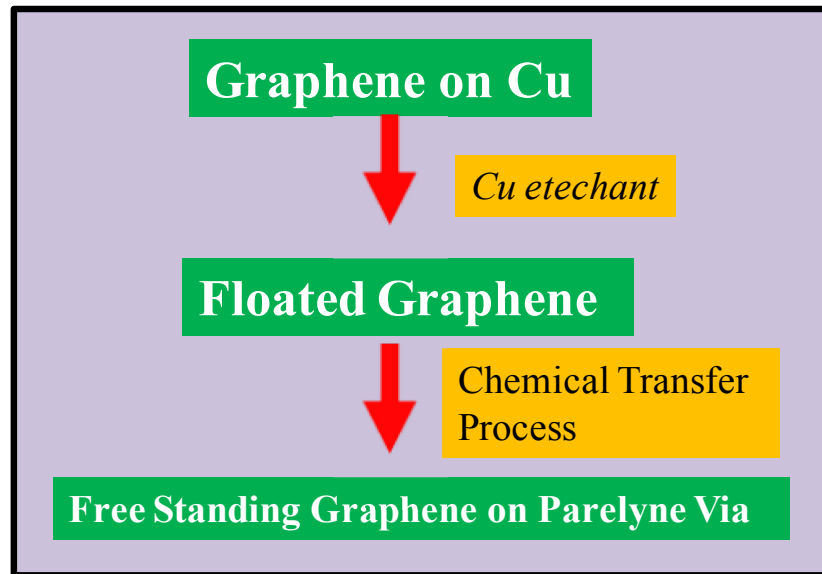 Graphene on Cu
Cu etechant
Floated Graphene
Chemical Transfer
Process
Free Standing Graphene on Parelyne Via